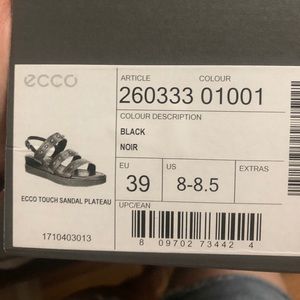 ecco
ARTICLE COLOUR
260333 01001
COLOUR DESCRIPTION
BLACK
NOIR
EU US EXTRAS
39 8-8.5
ECCO TOUCH SANDAL PLATEAU
UPC/EAN
1710403013
8 09702 73442 4